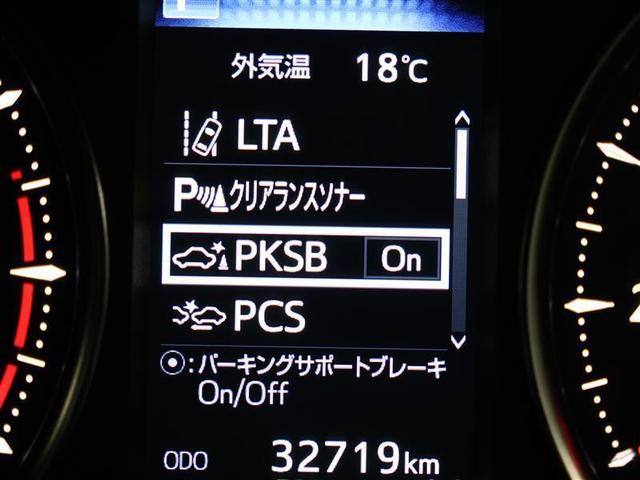 外気温 18℃
LTA
P クリアランスソナー
PKSB On
PCS
⦿:パーキングサポートブレーキ
On/Off
ODO 32719km